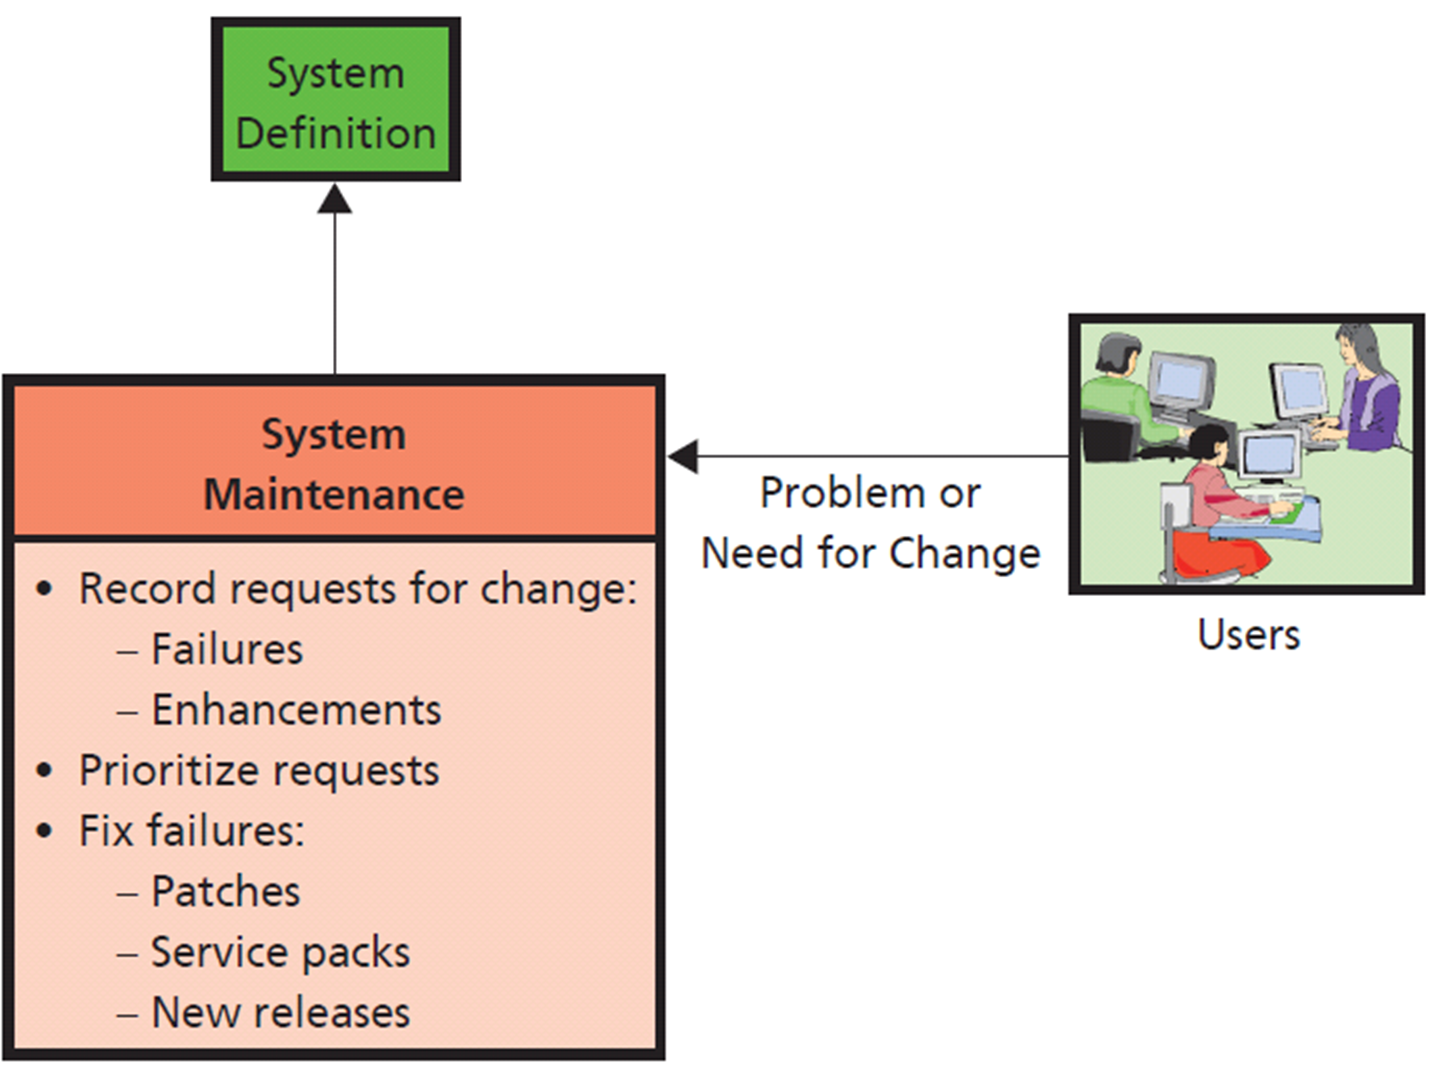 System
Definition
System
Maintenance
• Record requests for change:
– Failures
– Enhancements
• Prioritize requests
• Fix failures:
– Patches
– Service packs
– New releases
Problem or
Need for Change
Users